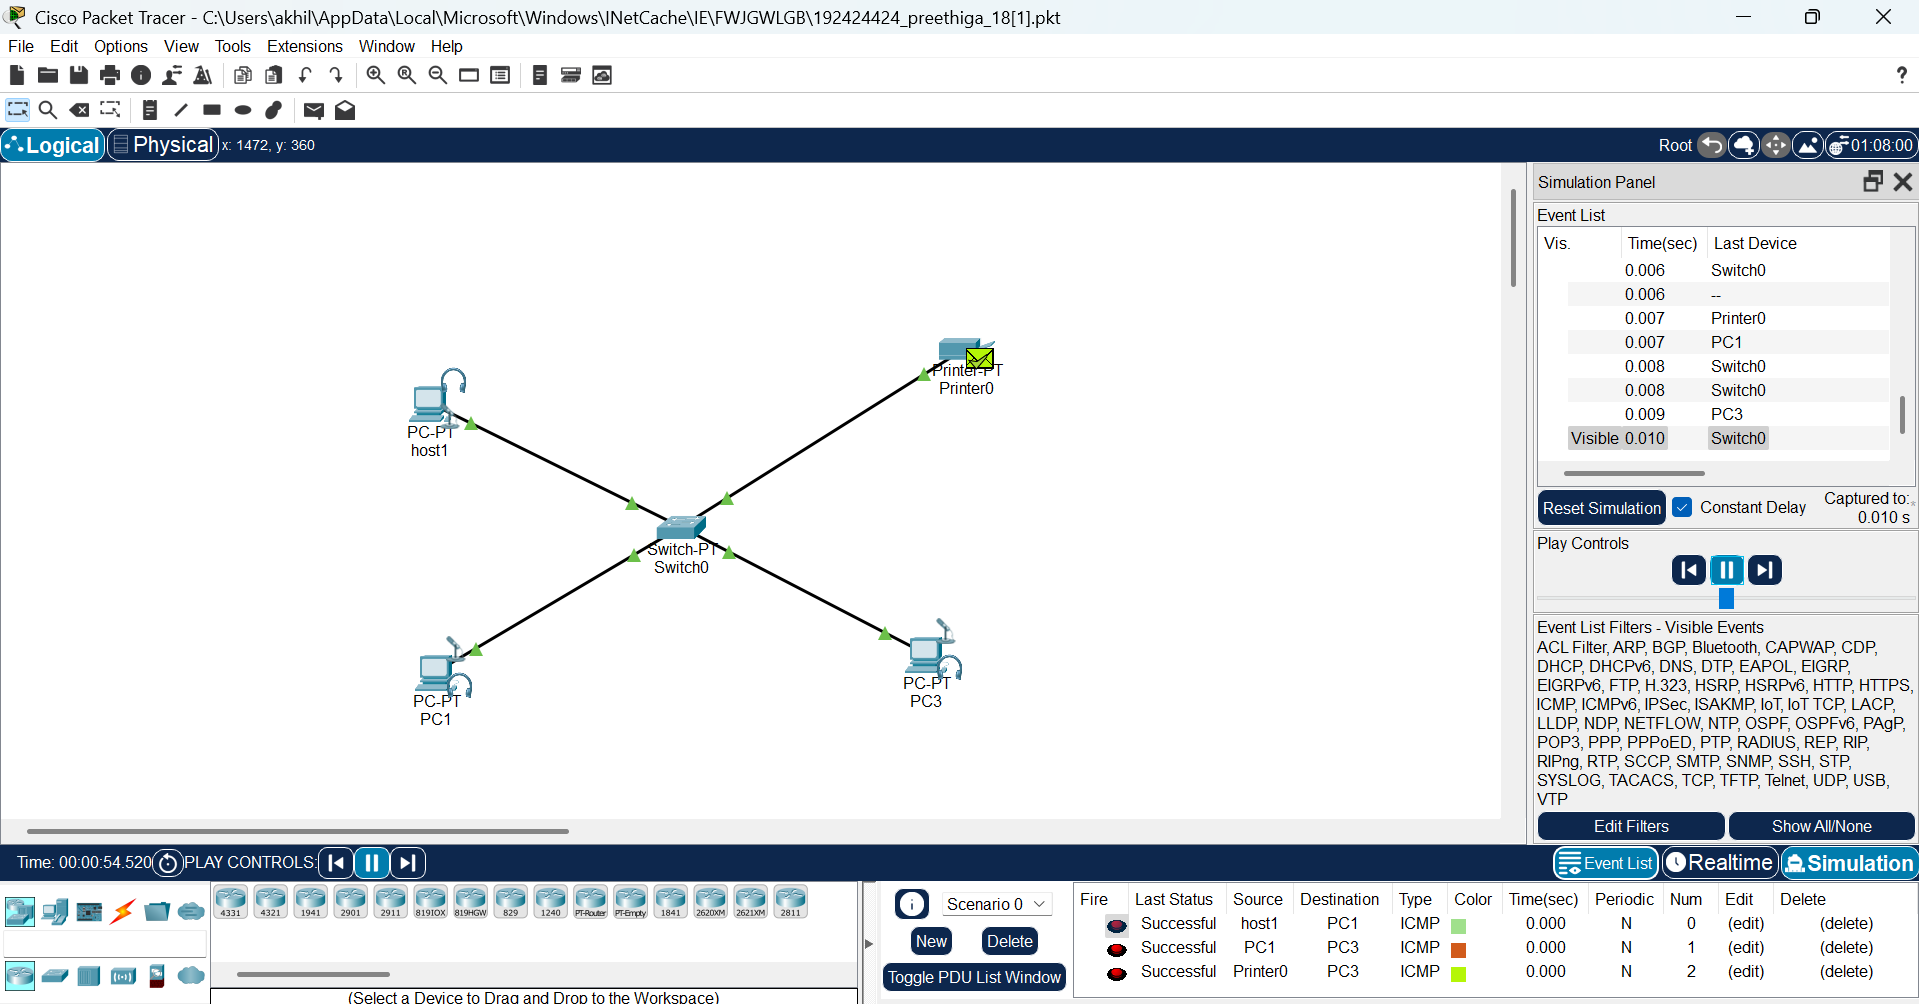 Cisco Packet Tracer - C:\Users\akhil\AppData\Local\Microsoft\Windows\INetCache\IE\FWJGWLGB\192424424_preethiga_18[1].pkt
File Edit Options View Tools Extensions Window Help
?
Logical Physical x: 1472, y: 360 Root 01:08:00
Simulation Panel
Event List
Vis. Time(sec) Last Device
0.006 Switch0
0.006 --
0.007 Printer0
0.007 PC1
0.008 Switch0
0.008 Switch0
0.009 PC3
Visible 0.010 Switch0
Reset Simulation Constant Delay Captured to:
0.010 s
Play Controls
Event List Filters - Visible Events
ACL Filter, ARP, BGP, Bluetooth, CAPWAP, CDP,
DHCP, DHCPv6, DNS, DTP, EAPOL, EIGRP,
EIGRPv6, FTP, H.323, HSRP, HSRPv6, HTTP, HTTPS,
ICMP, ICMPv6, IPSec, ISAKMP, IoT, IoT TCP, LACP,
LLDP, NDP, NETFLOW, NTP, OSPF, OSPFv6, PAgP,
POP3, PPP, PPPoED, PTP, RADIUS, REP, RIP,
RIPng, RTP, SCCP, SMTP, SNMP, SSH, STP,
SYSLOG, TACACS, TCP, TFTP, Telnet, UDP, USB,
VTP
Edit Filters Show All/None
Printer-PT
Printer0
PC-PT
host1
Switch-PT
Switch0
PC-PT
PC3
PC-PT
PC1
Time: 00:00:54.520 PLAY CONTROLS: Event List Realtime Simulation
4331 4321 1941 2901 2911 819IOX 819HGW 829 1240 PT-Router PT-Empty 1841 2620XM 2621XM 2811
(Select a Device to Drag and Drop to the Workspace)
Scenario 0
New Delete
Toggle PDU List Window
Fire Last Status Source Destination Type Color Time(sec) Periodic Num Edit Delete
Successful host1 PC1 ICMP 0.000 N 0 (edit) (delete)
Successful PC1 PC3 ICMP 0.000 N 1 (edit) (delete)
Successful Printer0 PC3 ICMP 0.000 N 2 (edit) (delete)